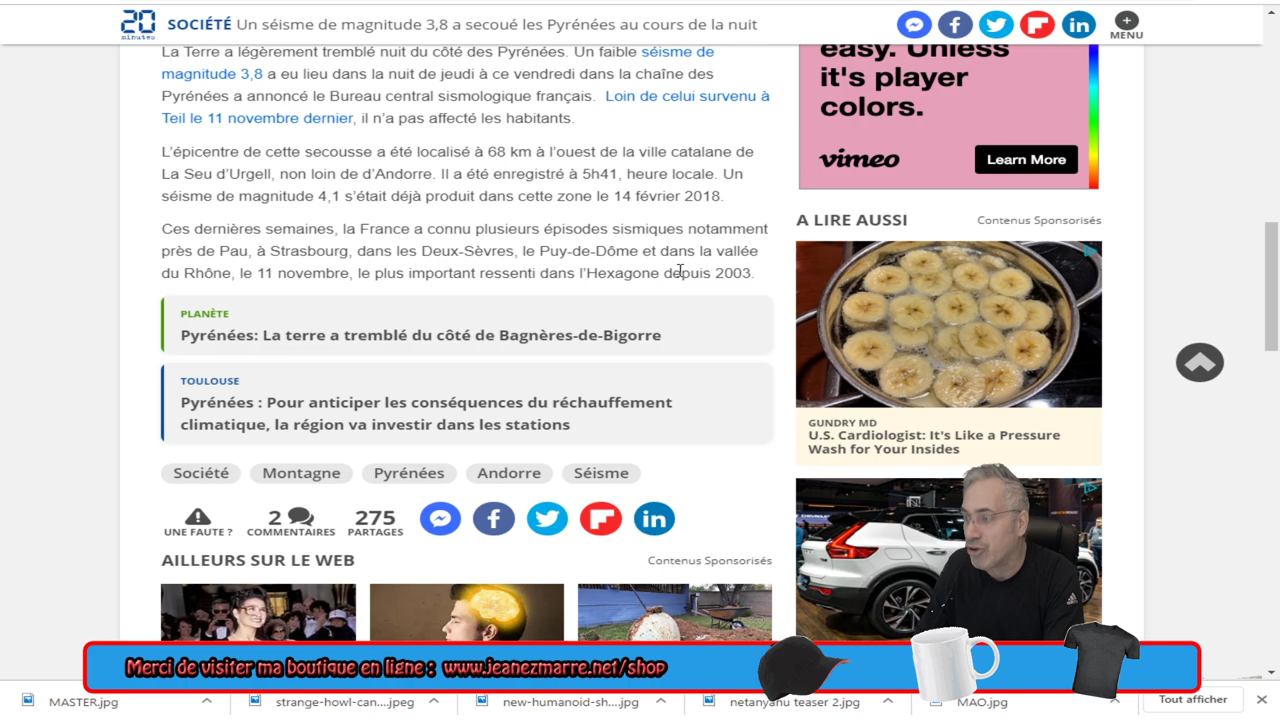 20 minutes SOCIÉTÉ Un séisme de magnitude 3,8 a secoué les Pyrénées au cours de la nuit
MENU
La Terre a légèrement tremblé nuit du côté des Pyrénées. Un faible séisme de
magnitude 3,8 a eu lieu dans la nuit de jeudi à ce vendredi dans la chaîne des
Pyrénées a annoncé le Bureau central sismologique français. Loin de celui survenu à
Teil le 11 novembre dernier, il n’a pas affecté les habitants.
L’épicentre de cette secousse a été localisé à 68 km à l’ouest de la ville catalane de
La Seu d’Urgell, non loin de d’Andorre. Il a été enregistré à 5h41, heure locale. Un
séisme de magnitude 4,1 s’était déjà produit dans cette zone le 14 février 2018.
Ces dernières semaines, la France a connu plusieurs épisodes sismiques notamment
près de Pau, à Strasbourg, dans les Deux-Sèvres, le Puy-de-Dôme et dans la vallée
du Rhône, le 11 novembre, le plus important ressenti dans l’Hexagone depuis 2003.
PLANÈTE
Pyrénées: La terre a tremblé du côté de Bagnères-de-Bigorre
TOULOUSE
Pyrénées : Pour anticiper les conséquences du réchauffement
climatique, la région va investir dans les stations
Société Montagne Pyrénées Andorre Séisme
UNE FAUTE ?
2
COMMENTAIRES
275
PARTAGES
AILLEURS SUR LE WEB
Contenus Sponsorisés
easy. Unless
it's player
colors.
vimeo
Learn More
A LIRE AUSSI
Contenus Sponsorisés
GUNDRY MD
U.S. Cardiologist: It's Like a Pressure
Wash for Your Insides
adidas
Merci de visiter ma boutique en ligne : www.jeanezmarre.net/shop
MASTER.jpg
strange-howl-can....jpeg
new-humanoid-sh....jpg
netanyahu teaser 2.jpg
MAO.jpg
Tout afficher